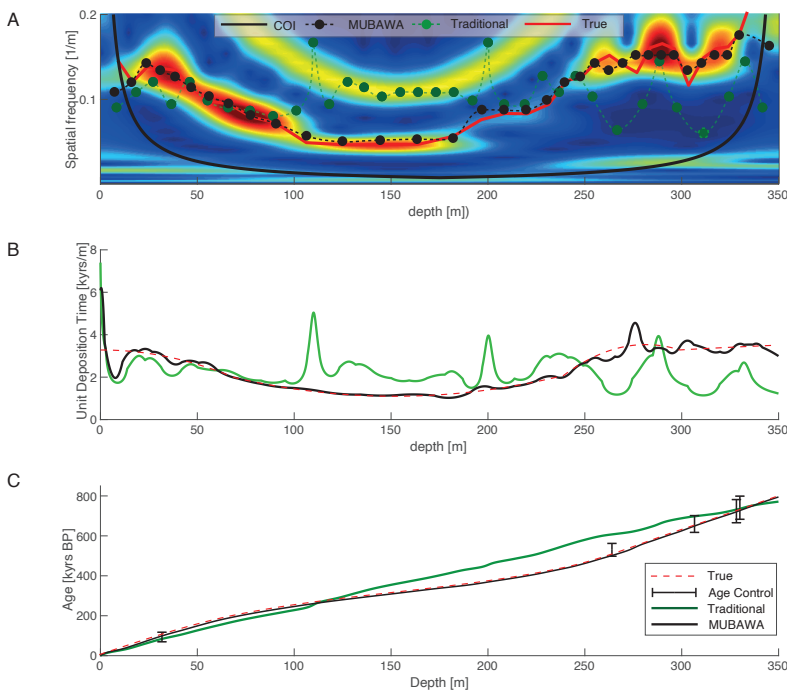 A
COI MUBAWA Traditional True
0.2
0.1
Spatial frequency [1/m]
0 50 100 150 200 250 300 350
depth [m])
B
8
6
4
2
0
Unit Deposition Time [kyrs/m]
0 50 100 150 200 250 300 350
depth [m]
C
800
600
400
200
0
Age [kyrs BP]
True
Age Control
Traditional
MUBAWA
0 50 100 150 200 250 300 350
Depth [m]